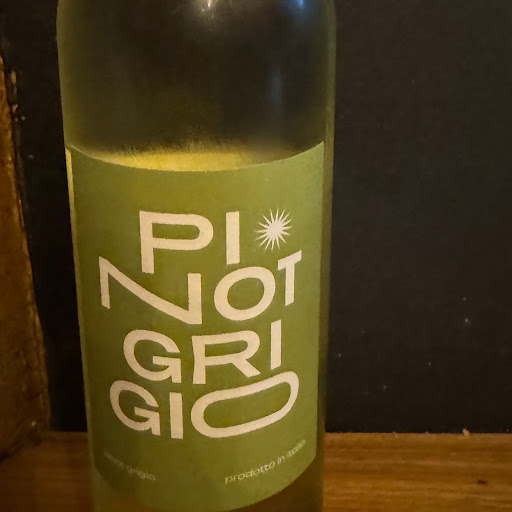 PI
NOT
GRI
GIO
pinot grigio prodotto in Italia